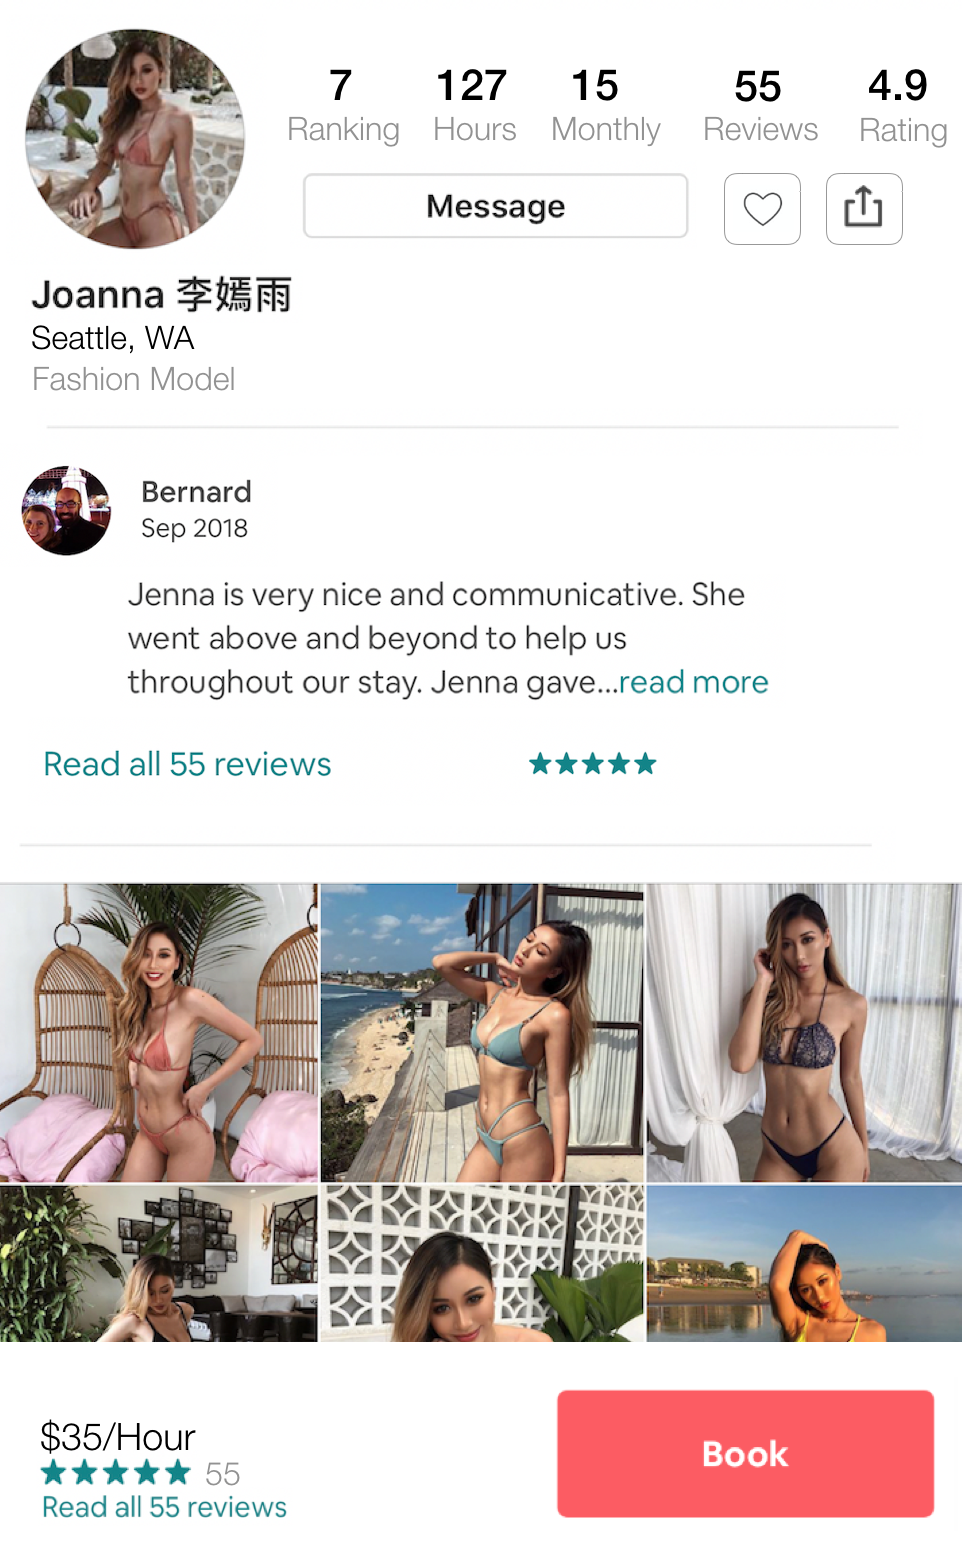 7 127 15 55 4.9
Ranking Hours Monthly Reviews Rating
Message
Joanna 李嫣雨
Seattle, WA
Fashion Model
Bernard
Sep 2018
Jenna is very nice and communicative. She
went above and beyond to help us
throughout our stay. Jenna gave...read more
Read all 55 reviews
$35/Hour
55
Read all 55 reviews
Book